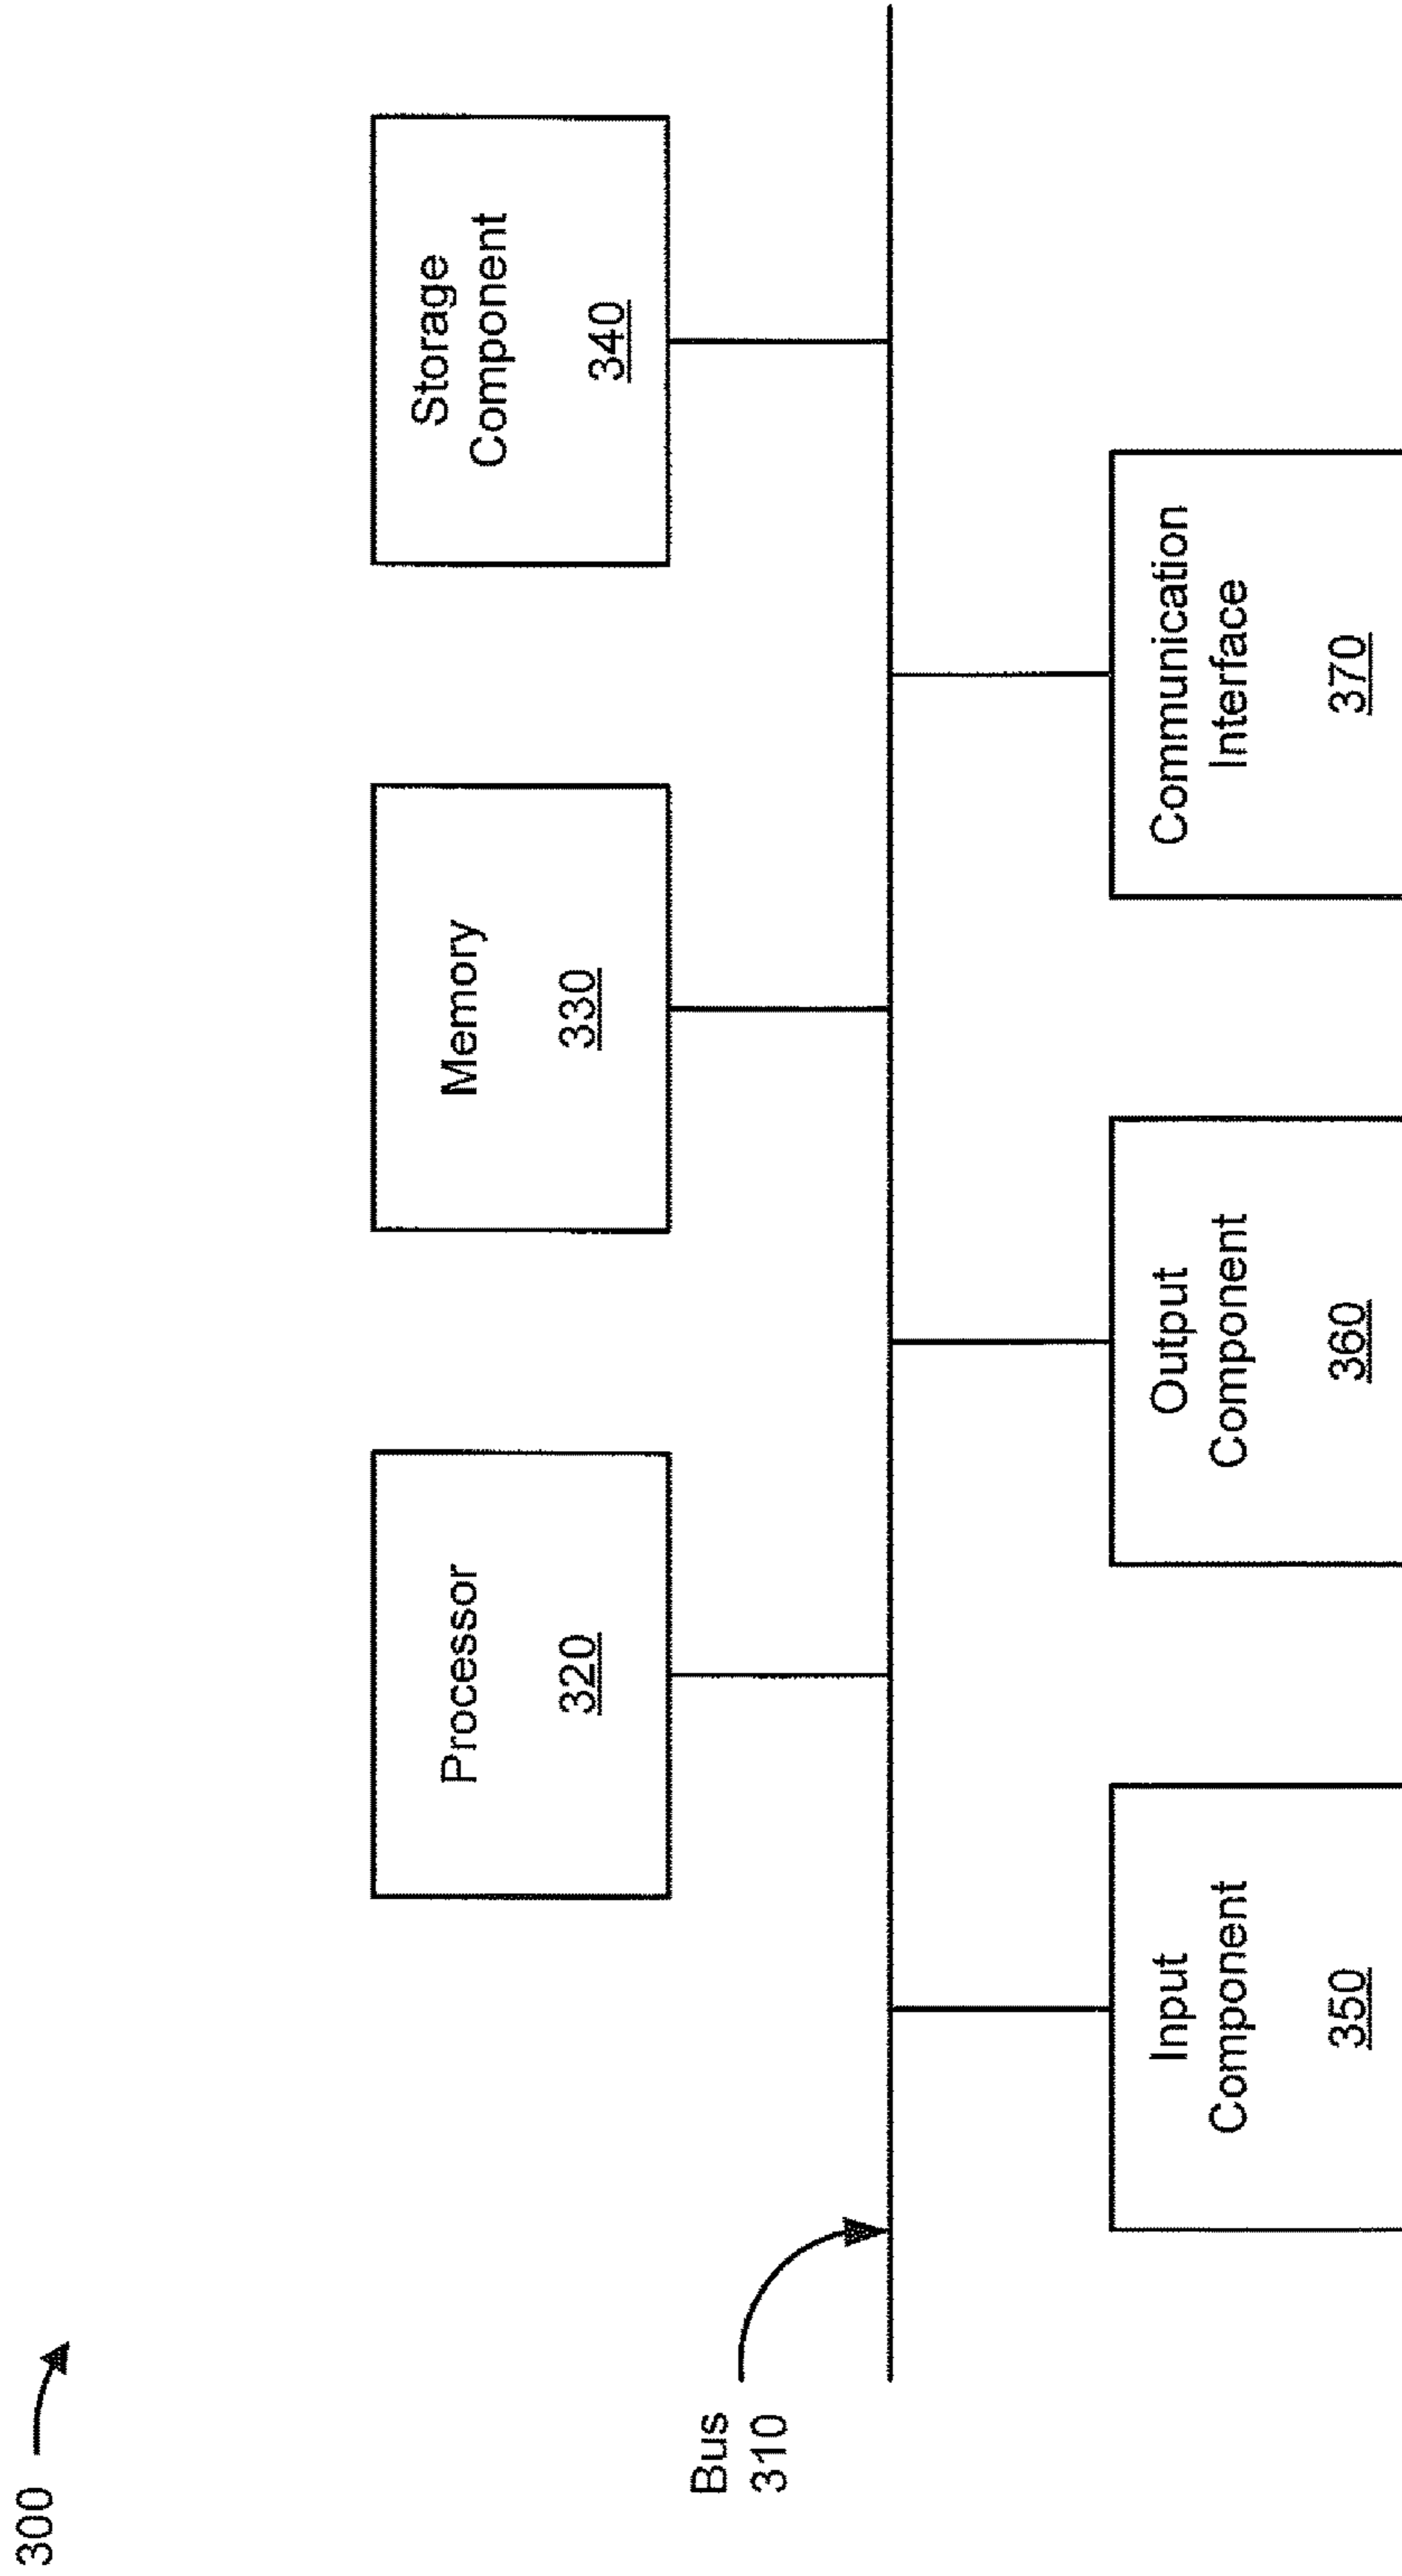 300
Processor
320
Memory
330
Storage
Component
340
Bus
310
Input
Component
350
Output
Component
360
Communication
Interface
370